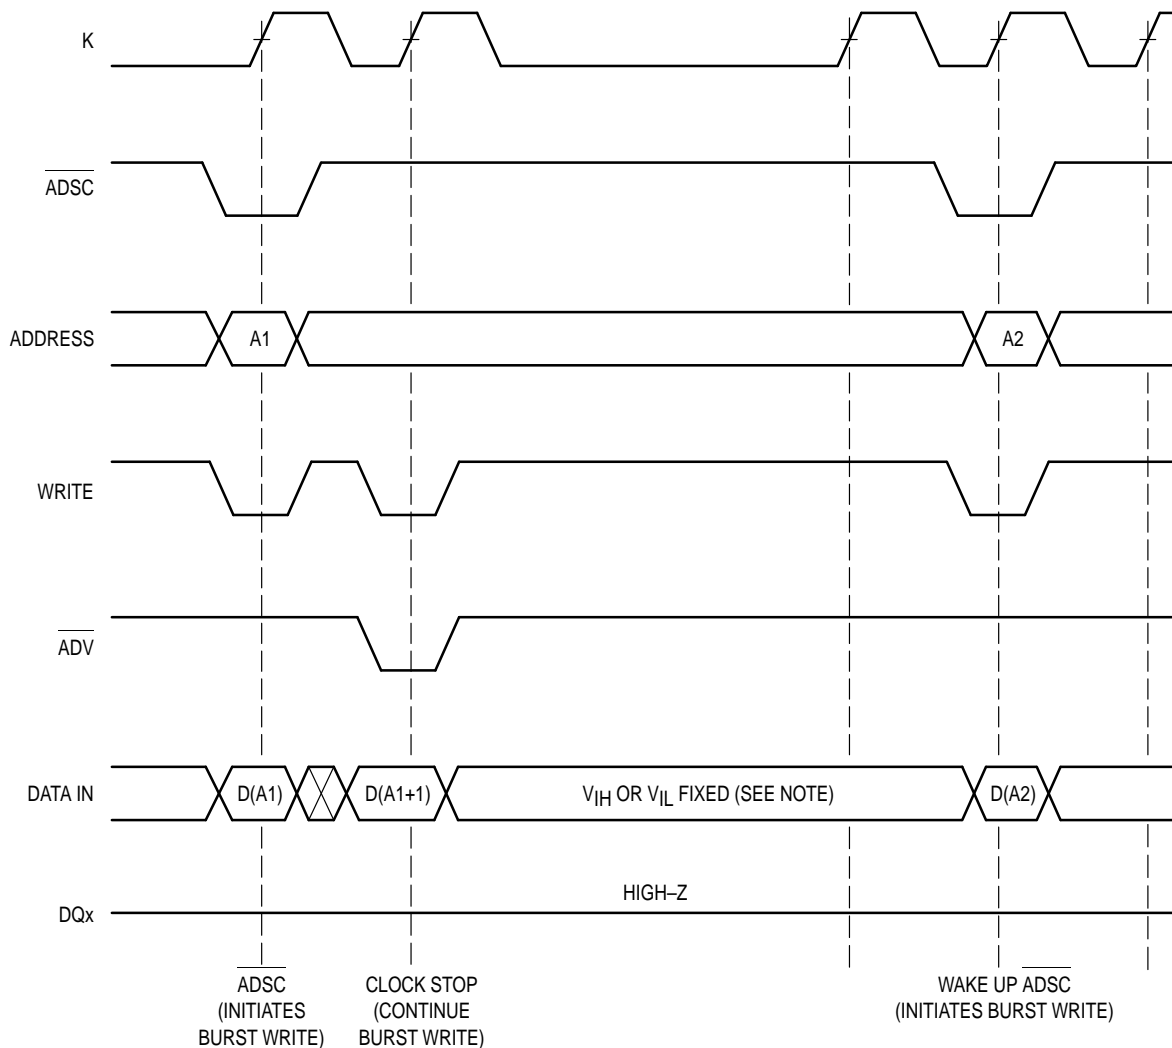 K
ADSC
ADDRESS
A1
A2
WRITE
ADV
DATA IN
D(A1)
D(A1+1)
VIH OR VIL FIXED (SEE NOTE)
D(A2)
DQx
HIGH–Z
ADSC
(INITIATES
BURST WRITE)
CLOCK STOP
(CONTINUE
BURST WRITE)
WAKE UP ADSC
(INITIATES BURST WRITE)